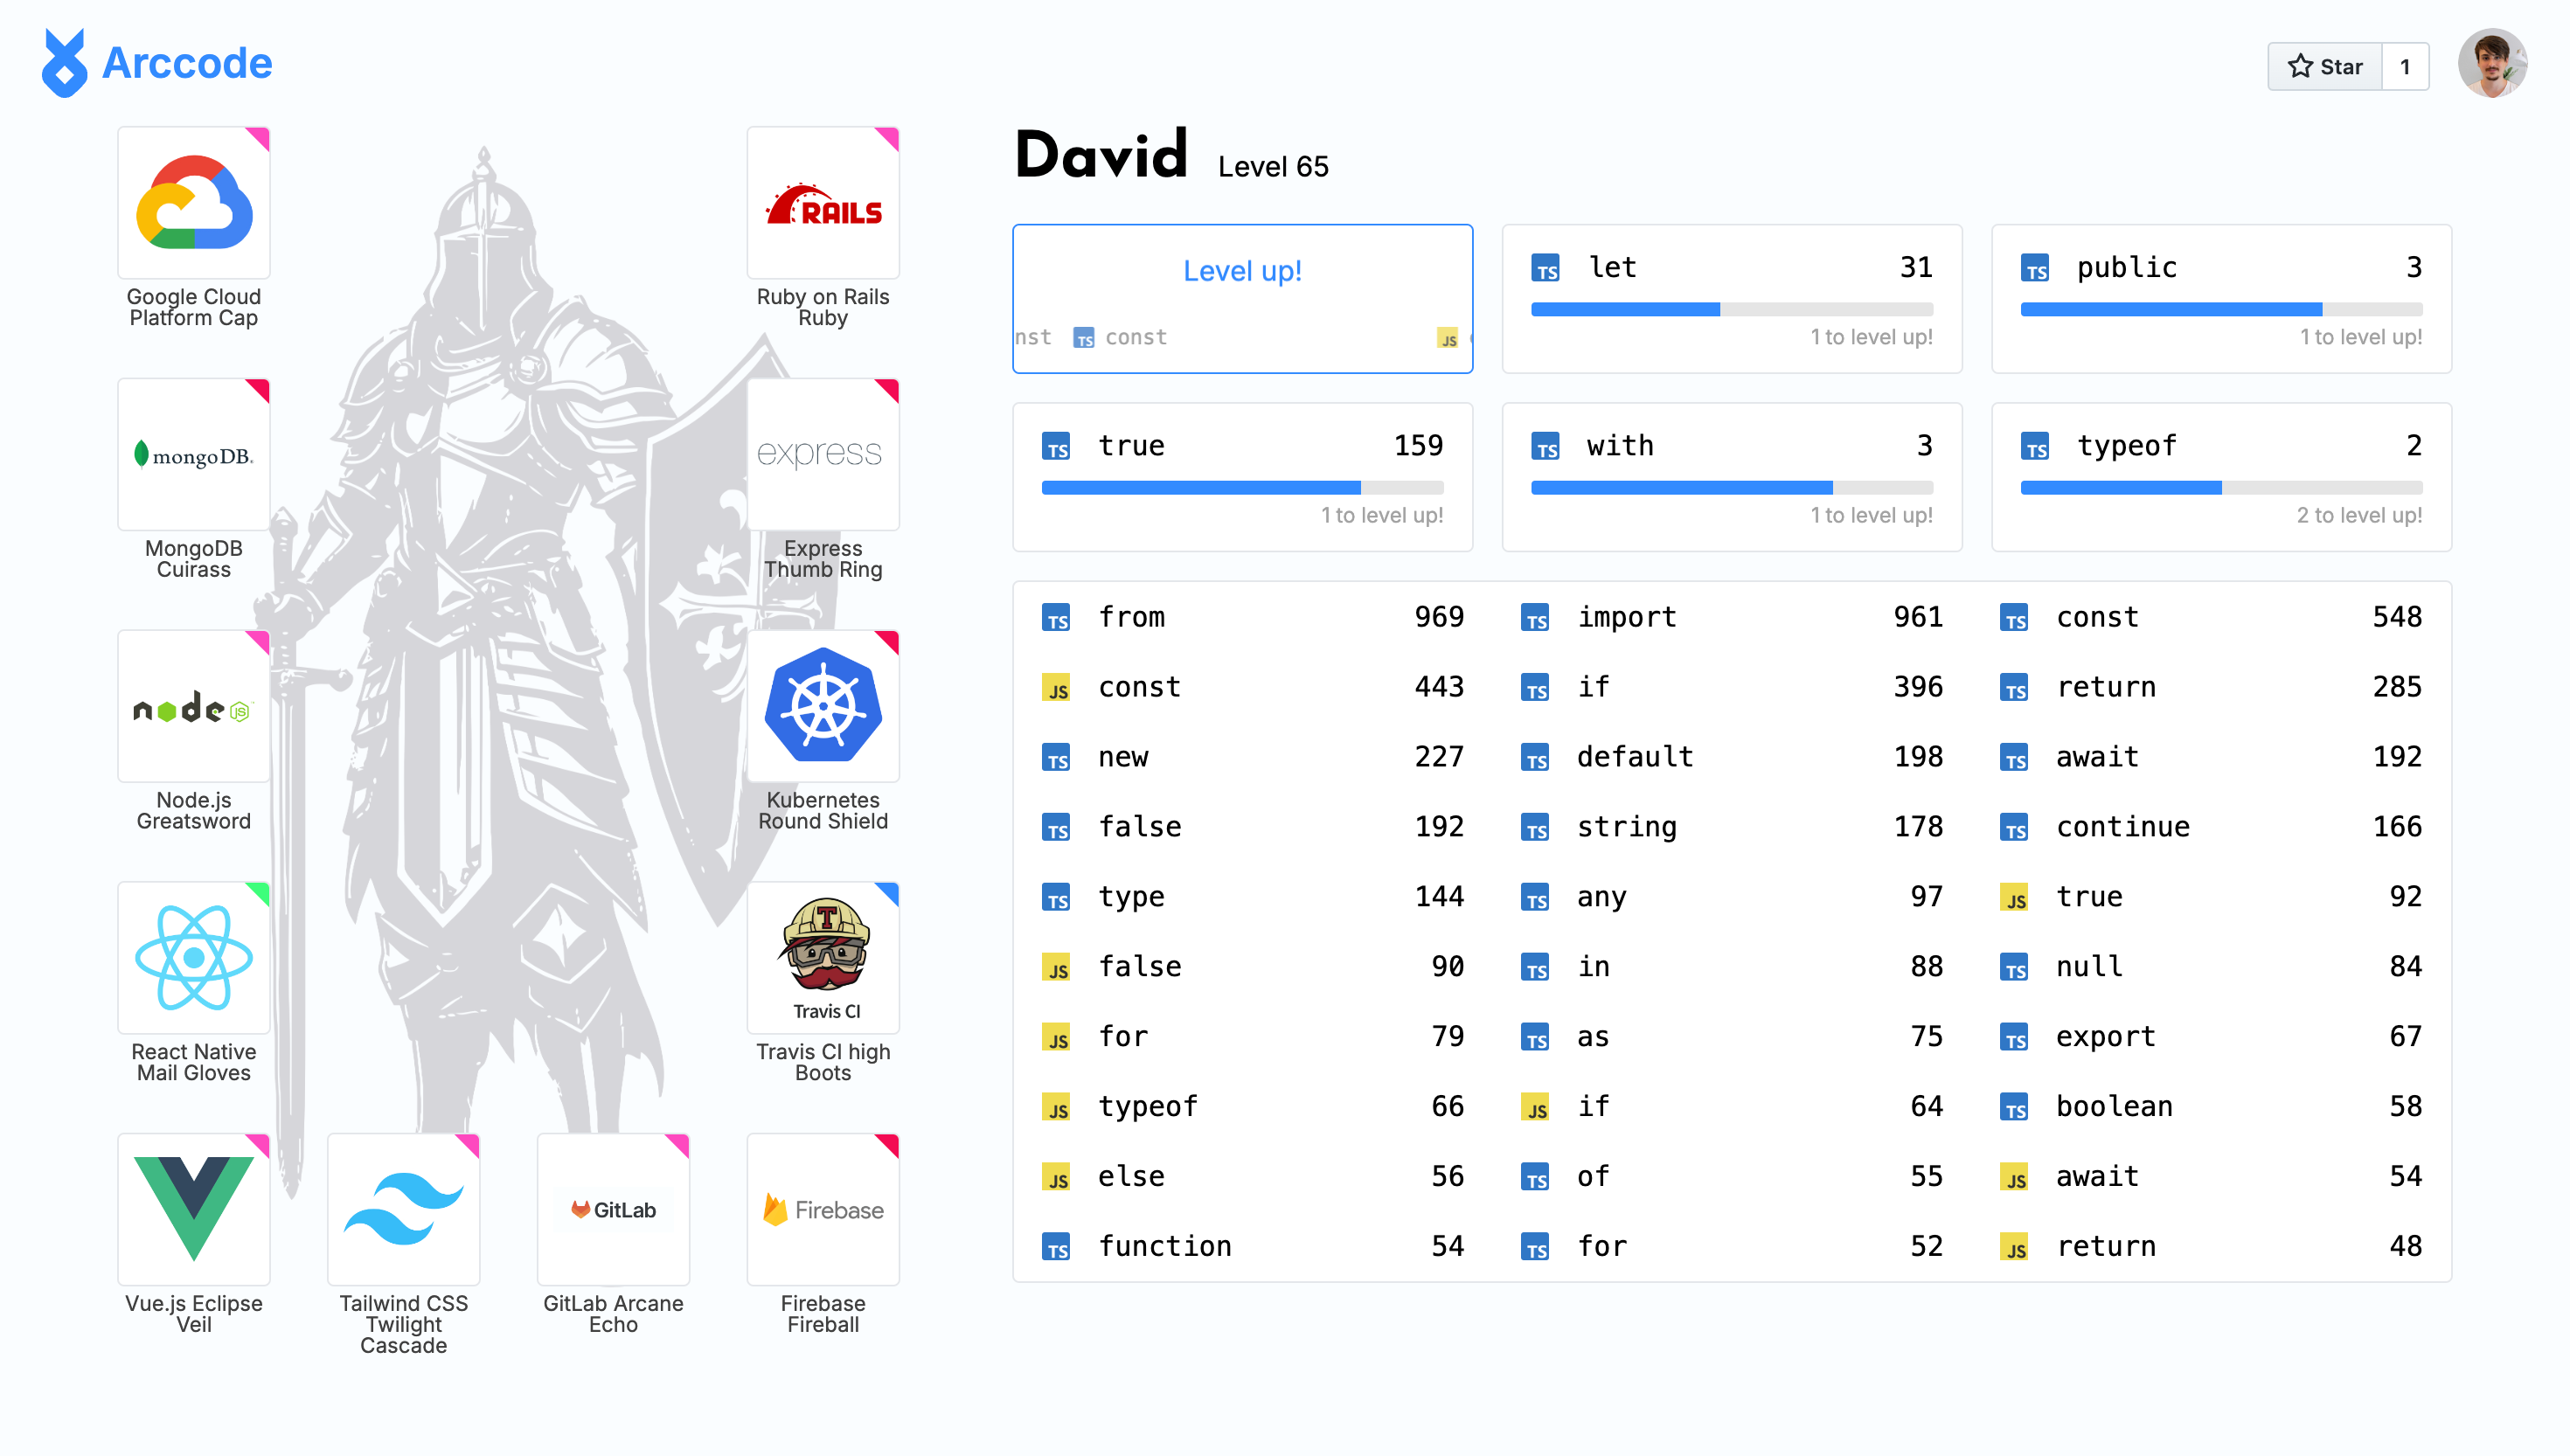 Arccode
Star 1
Google Cloud
Platform Cap
RAILS
Ruby on Rails
Ruby
mongoDB.
MongoDB
Cuirass
express
Express
Thumb Ring
node JS
Node.js
Greatsword
Kubernetes
Round Shield
React Native
Mail Gloves
T
Travis CI
Travis CI high
Boots
Vue.js Eclipse
Veil
Tailwind CSS
Twilight
Cascade
GitLab
GitLab Arcane
Echo
Firebase
Firebase
Fireball
David Level 65
Level up!
nst TS const JS
TS let 31
1 to level up!
TS public 3
1 to level up!
TS true 159
1 to level up!
TS with 3
1 to level up!
TS typeof 2
2 to level up!
TS from 969 TS import 961 TS const 548
JS const 443 TS if 396 TS return 285
TS new 227 TS default 198 TS await 192
TS false 192 TS string 178 TS continue 166
TS type 144 TS any 97 JS true 92
JS false 90 TS in 88 TS null 84
JS for 79 TS as 75 TS export 67
JS typeof 66 JS if 64 TS boolean 58
JS else 56 TS of 55 JS await 54
TS function 54 TS for 52 JS return 48